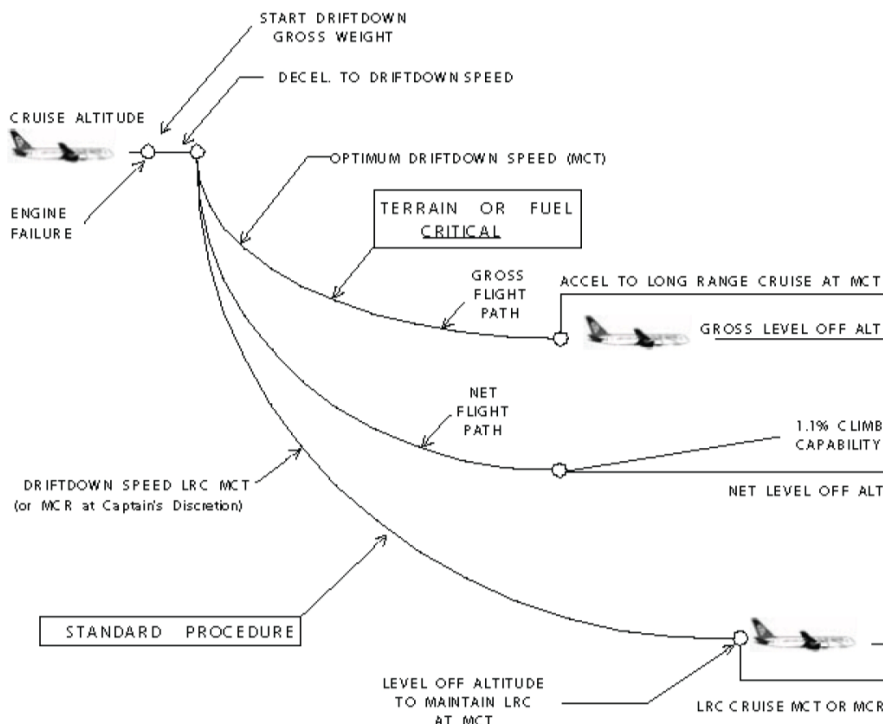 START DRIFTDOWN
GROSS WEIGHT
DECEL. TO DRIFTDOWN SPEED
CRUISE ALTITUDE
OPTIMUM DRIFTDOWN SPEED (MCT)
ENGINE
FAILURE
TERRAIN OR FUEL
CRITICAL
GROSS
FLIGHT
PATH
ACCEL TO LONG RANGE CRUISE AT MCT
GROSS LEVEL OFF ALT
NET
FLIGHT
PATH
1.1% CLIMB
CAPABILITY
DRIFTDOWN SPEED LRC MCT
(or MCR at Captain's Discretion)
NET LEVEL OFF ALT
STANDARD PROCEDURE
LEVEL OFF ALTITUDE
TO MAINTAIN LRC
AT MCT
LRC CRUISE MCT OR MCR